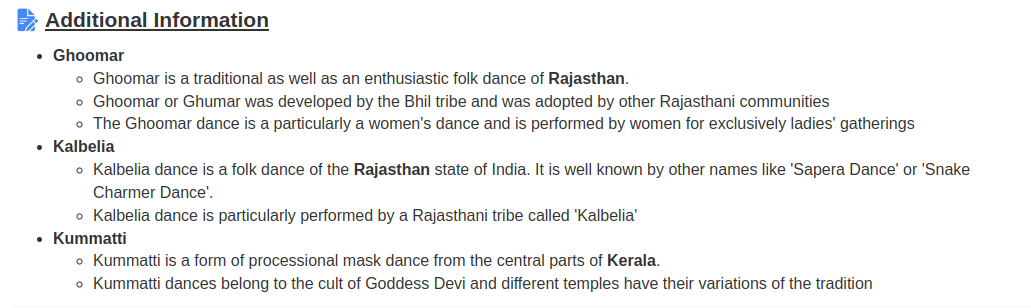 Additional Information
• Ghoomar
◦ Ghoomar is a traditional as well as an enthusiastic folk dance of Rajasthan.
◦ Ghoomar or Ghumar was developed by the Bhil tribe and was adopted by other Rajasthani communities
◦ The Ghoomar dance is a particularly a women's dance and is performed by women for exclusively ladies' gatherings
• Kalbelia
◦ Kalbelia dance is a folk dance of the Rajasthan state of India. It is well known by other names like 'Sapera Dance' or 'Snake
Charmer Dance'.
◦ Kalbelia dance is particularly performed by a Rajasthani tribe called 'Kalbelia'
• Kummatti
◦ Kummatti is a form of processional mask dance from the central parts of Kerala.
◦ Kummatti dances belong to the cult of Goddess Devi and different temples have their variations of the tradition